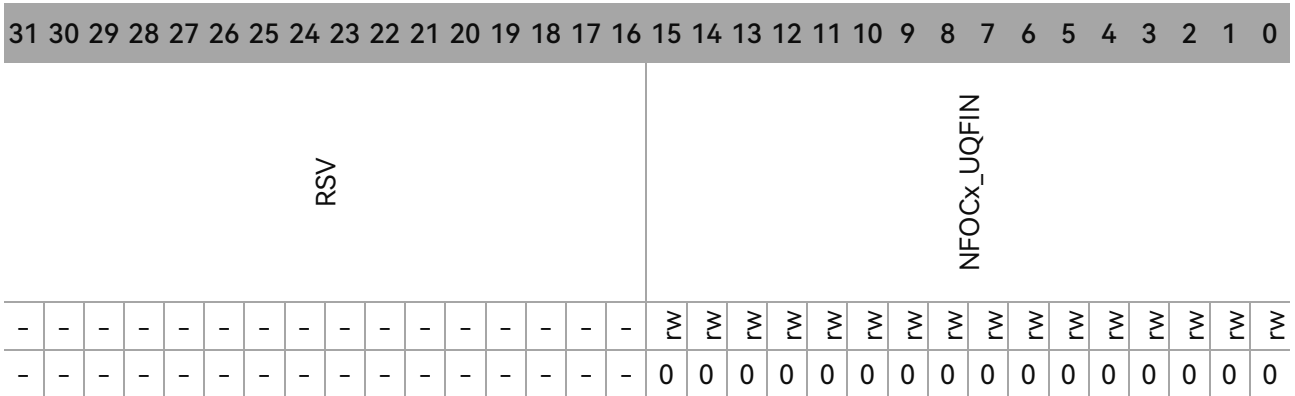 31 30 29 28 27 26 25 24 23 22 21 20 19 18 17 16 15 14 13 12 11 10 9 8 7 6 5 4 3 2 1 0
RSV NFOCx_UQFIN
- - - - - - - - - - - - - - - - rw rw rw rw rw rw rw rw rw rw rw rw rw rw rw rw
- - - - - - - - - - - - - - - - 0 0 0 0 0 0 0 0 0 0 0 0 0 0 0 0